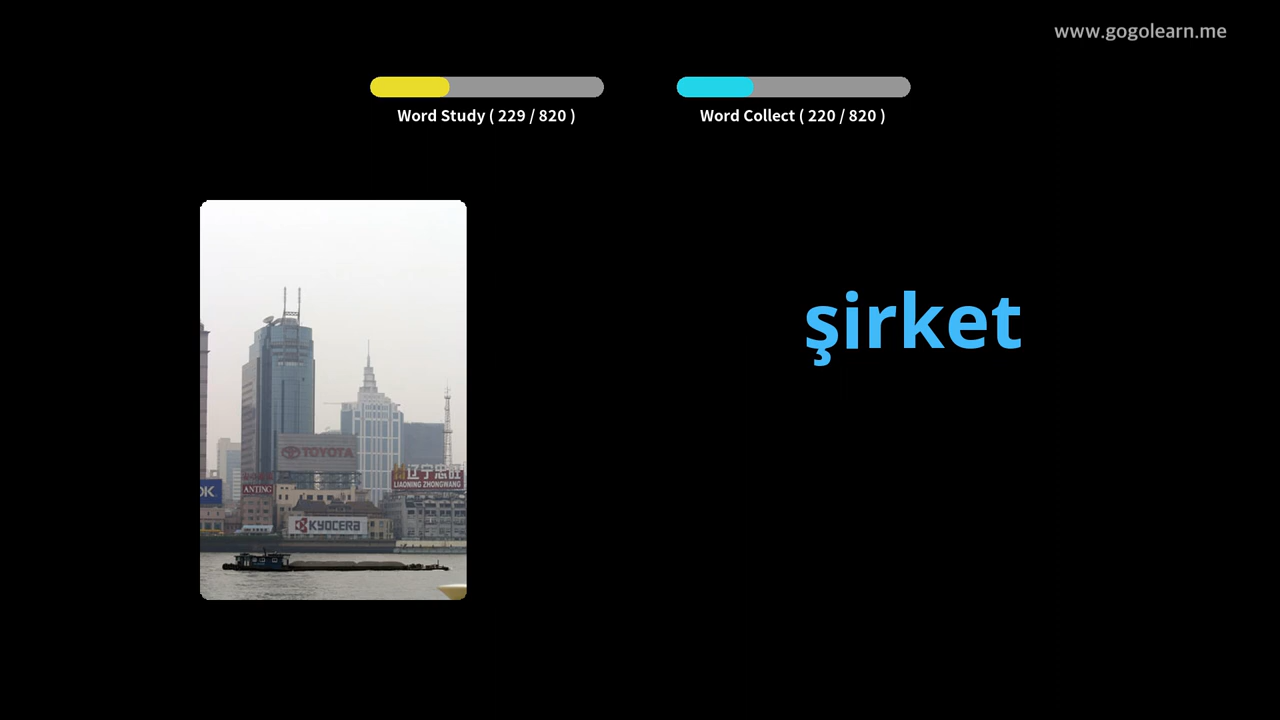 www.gogolearn.me
Word Study ( 229 / 820 )
Word Collect ( 220 / 820 )
şirket
TOYOTA
辽宁忠旺
LIAONING ZHONGWANG
OK
ANTING
KYOCERA